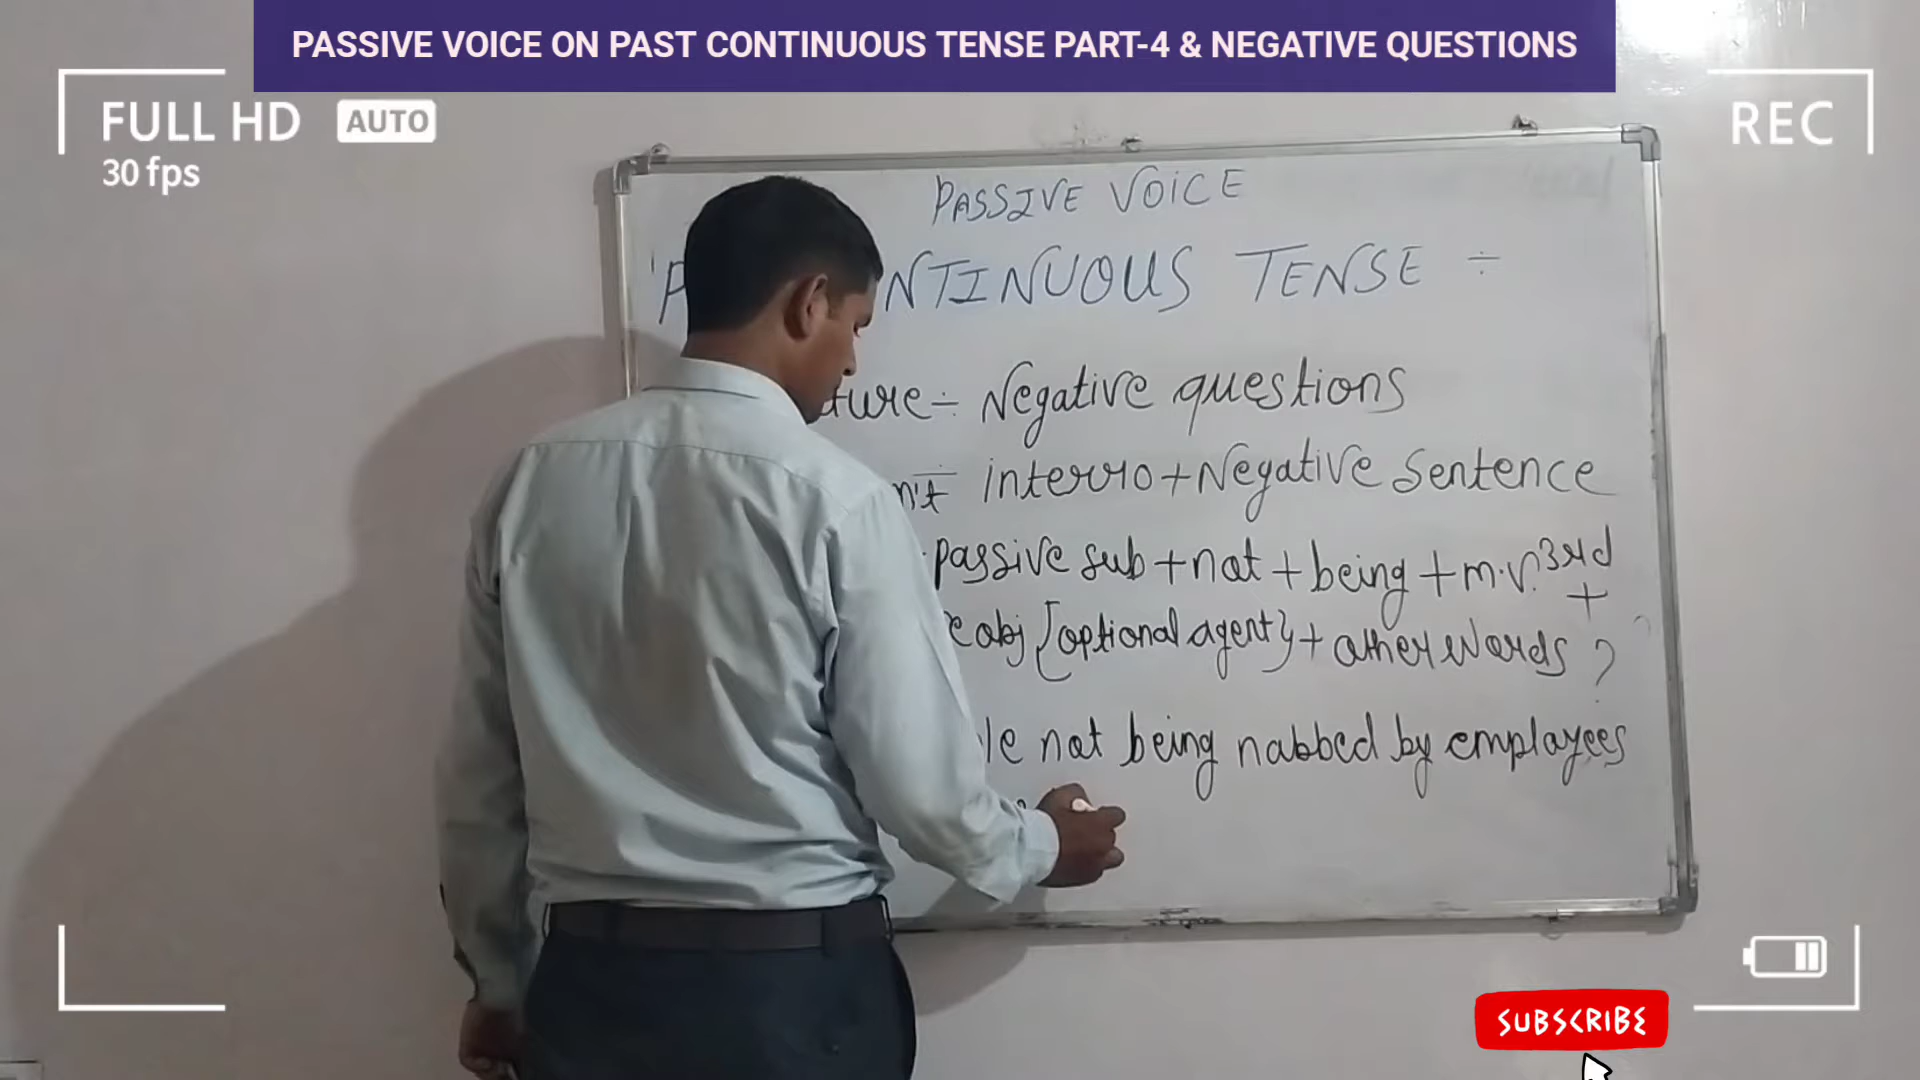 PASSIVE VOICE ON PAST CONTINUOUS TENSE PART-4 & NEGATIVE QUESTIONS
FULL HD AUTO
30 fps
REC
PASSIVE VOICE
NTINUOUS TENSE ÷
ture ÷ Negative questions
n't ÷ interro + Negative Sentence
passive sub + not + being + m.v 3rd
+
obj [optional agent} + other words ?
le not being nabbed by employees
SUBSCRIBE